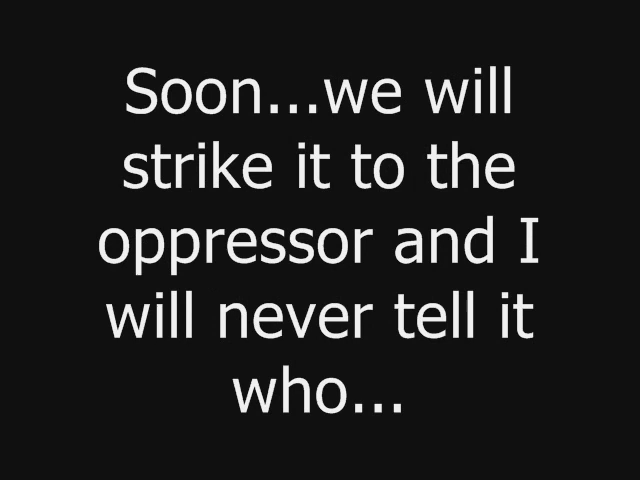 Soon...we will
strike it to the
oppressor and I
will never tell it
who...